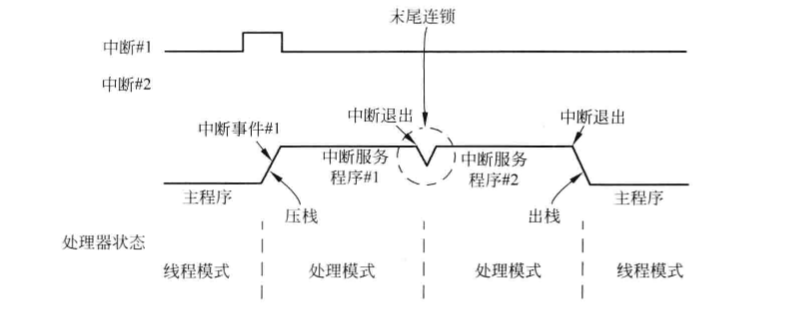 末尾连锁
中断#1
中断#2
中断退出
中断退出
中断事件#1
中断服务
程序#1
中断服务
程序#2
主程序
压栈
出栈
主程序
处理器状态
线程模式
处理模式
处理模式
线程模式